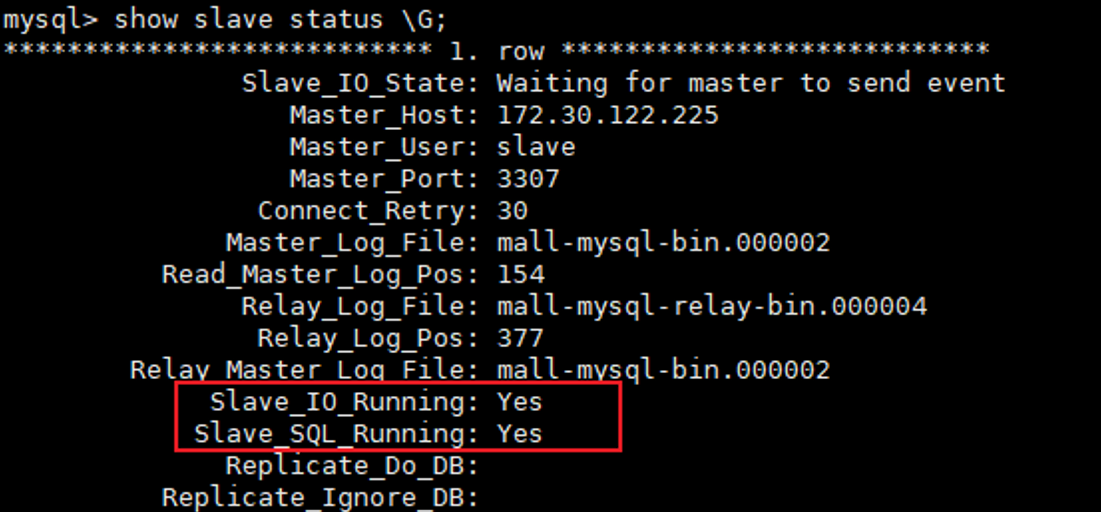 mysql> show slave status \G;
*************************** 1. row ***************************
Slave_IO_State: Waiting for master to send event
Master_Host: 172.30.122.225
Master_User: slave
Master_Port: 3307
Connect_Retry: 30
Master_Log_File: mall-mysql-bin.000002
Read_Master_Log_Pos: 154
Relay_Log_File: mall-mysql-relay-bin.000004
Relay_Log_Pos: 377
Relay_Master_Log_File: mall-mysql-bin.000002
Slave_IO_Running: Yes
Slave_SQL_Running: Yes
Replicate_Do_DB:
Replicate_Ignore_DB: